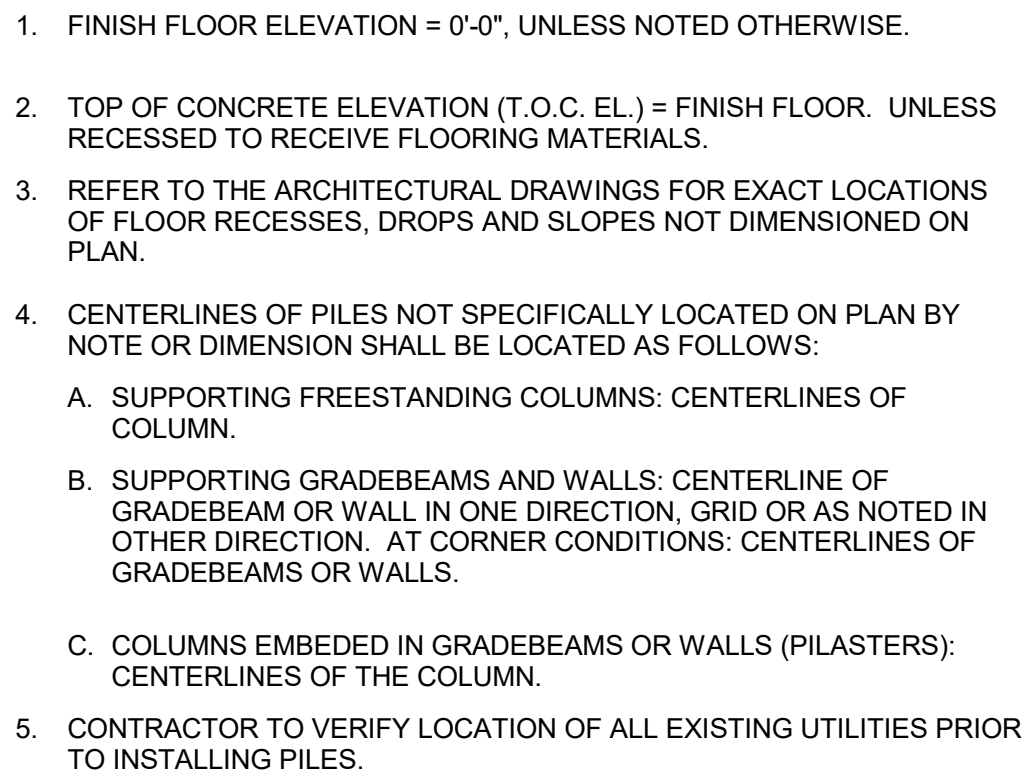 1. FINISH FLOOR ELEVATION = 0'-0", UNLESS NOTED OTHERWISE.
2. TOP OF CONCRETE ELEVATION (T.O.C. EL.) = FINISH FLOOR. UNLESS
RECESSED TO RECEIVE FLOORING MATERIALS.
3. REFER TO THE ARCHITECTURAL DRAWINGS FOR EXACT LOCATIONS
OF FLOOR RECESSES, DROPS AND SLOPES NOT DIMENSIONED ON
PLAN.
4. CENTERLINES OF PILES NOT SPECIFICALLY LOCATED ON PLAN BY
NOTE OR DIMENSION SHALL BE LOCATED AS FOLLOWS:
A. SUPPORTING FREESTANDING COLUMNS: CENTERLINES OF
COLUMN.
B. SUPPORTING GRADEBEAMS AND WALLS: CENTERLINE OF
GRADEBEAM OR WALL IN ONE DIRECTION, GRID OR AS NOTED IN
OTHER DIRECTION. AT CORNER CONDITIONS: CENTERLINES OF
GRADEBEAMS OR WALLS.
C. COLUMNS EMBEDED IN GRADEBEAMS OR WALLS (PILASTERS):
CENTERLINES OF THE COLUMN.
5. CONTRACTOR TO VERIFY LOCATION OF ALL EXISTING UTILITIES PRIOR
TO INSTALLING PILES.